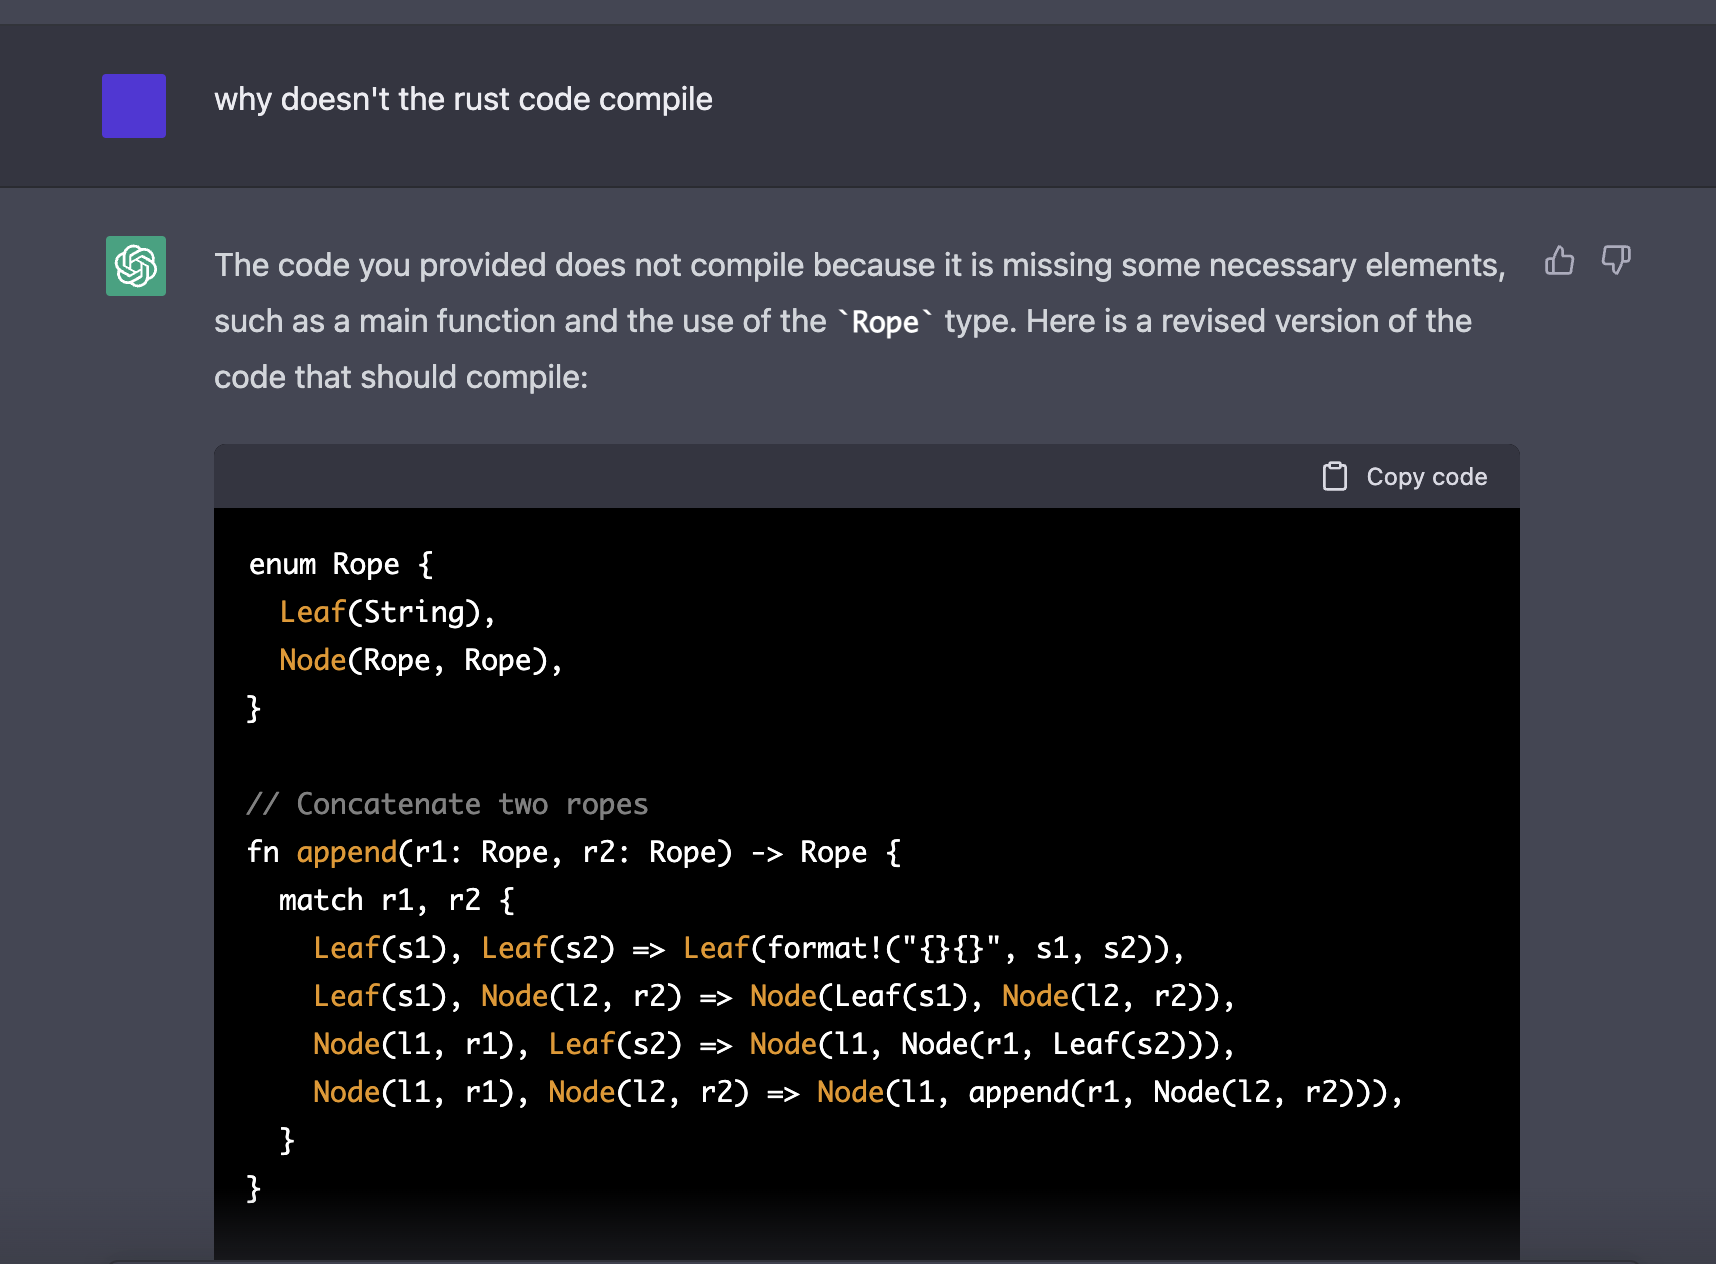 why doesn't the rust code compile
The code you provided does not compile because it is missing some necessary elements,
such as a main function and the use of the `Rope` type. Here is a revised version of the
code that should compile:
Copy code
enum Rope {
  Leaf(String),
  Node(Rope, Rope),
}
// Concatenate two ropes
fn append(r1: Rope, r2: Rope) -> Rope {
  match r1, r2 {
    Leaf(s1), Leaf(s2) => Leaf(format!("{}{}", s1, s2)),
    Leaf(s1), Node(l2, r2) => Node(Leaf(s1), Node(l2, r2)),
    Node(l1, r1), Leaf(s2) => Node(l1, Node(r1, Leaf(s2))),
    Node(l1, r1), Node(l2, r2) => Node(l1, append(r1, Node(l2, r2))),
  }
}